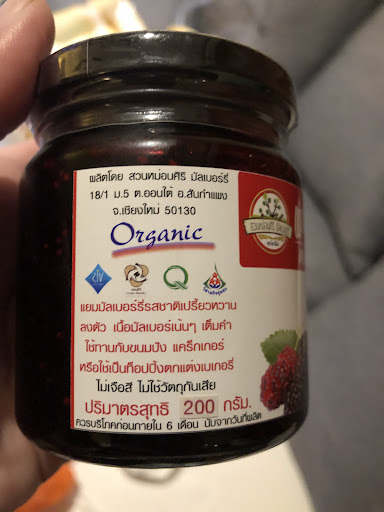 ผลิตโดย สวนหม่อนศิริ มัลเบอร์รี่
18/1 ม.5 ต.ออนใต้ อ.สันกำแพง
จ.เชียงใหม่ 50130
Organic
Q
แยมมัลเบอร์รี่รสชาติเปรี้ยวหวาน
ลงตัว เนื้อมัลเบอร์เน้นๆ เต็มคำ
ใช้ทานกับขนมปัง แคร็กเกอร์
หรือใช้เป็นท็อปปิ้งตกแต่งเบเกอรี่
ไม่เจือสี ไม่ใช้วัตถุกันเสีย
ปริมาตรสุทธิ 200 กรัม.
ควรบริโภคก่อนภายใน 6 เดือน นับจากวันที่ผลิต